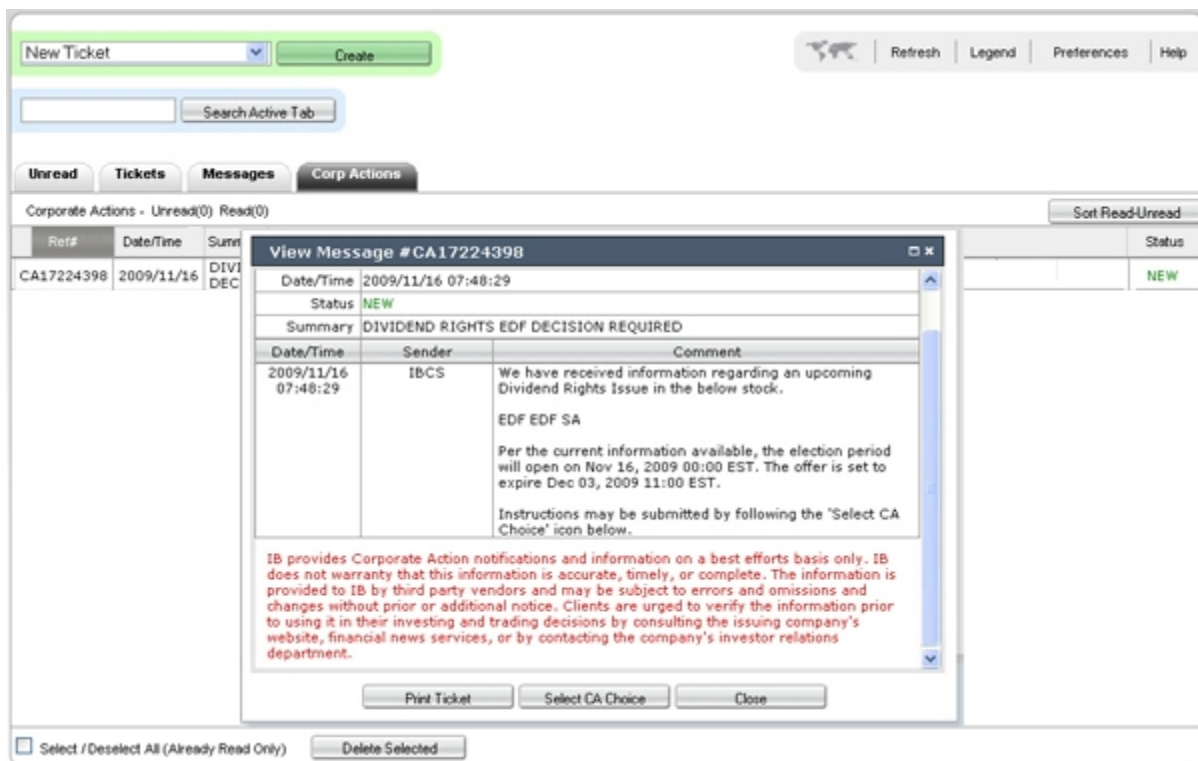 New Ticket
Create
Refresh
Legend
Preferences
Help
Search Active Tab
Unread
Tickets
Messages
Corp Actions
Corporate Actions - Unread(0) Read(0)
Sort Read-Unread
Ref#
Date/Time
Summ
Status
CA17224398
2009/11/16
DIVI
DEC
NEW
View Message #CA17224398
Date/Time 2009/11/16 07:48:29
Status NEW
Summary DIVIDEND RIGHTS EDF DECISION REQUIRED
Date/Time
Sender
Comment
2009/11/16
07:48:29
IBCS
We have received information regarding an upcoming
Dividend Rights Issue in the below stock.
EDF EDF SA
Per the current information available, the election period
will open on Nov 16, 2009 00:00 EST. The offer is set to
expire Dec 03, 2009 11:00 EST.
Instructions may be submitted by following the 'Select CA
Choice' icon below.
IB provides Corporate Action notifications and information on a best efforts basis only. IB
does not warranty that this information is accurate, timely, or complete. The information is
provided to IB by third party vendors and may be subject to errors and omissions and
changes without prior or additional notice. Clients are urged to verify the information prior
to using it in their investing and trading decisions by consulting the issuing company's
website, financial news services, or by contacting the company's investor relations
department.
Print Ticket
Select CA Choice
Close
Select / Deselect All (Already Read Only)
Delete Selected